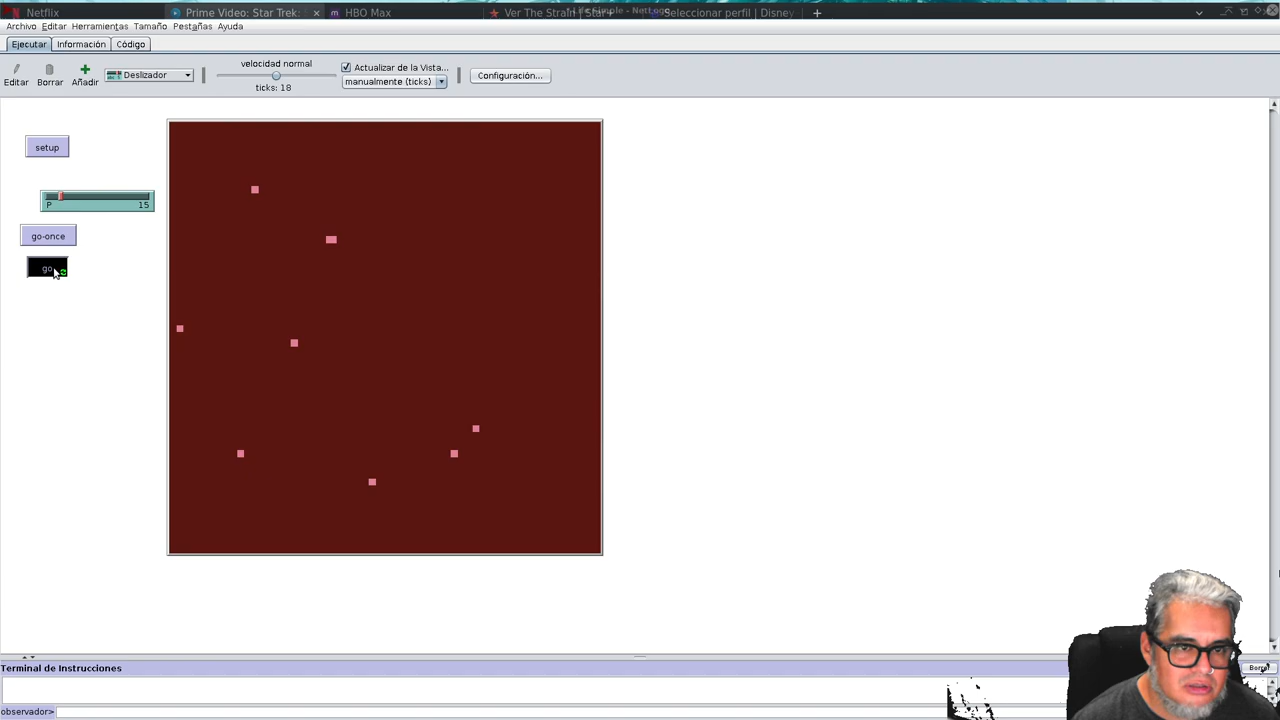 Netflix
Prime Video: Star Trek: ×
HBO Max
Ver The Strain | Star+
Seleccionar perfil | Disney
Archivo Editar Herramientas Tamaño Pestañas Ayuda
Ejecutar Información Código
velocidad normal
Actualizar de la Vista...
Editar Borrar Añadir
Deslizador
manualmente (ticks)
Configuración...
ticks: 18
setup
P 15
go-once
go
Terminal de Instrucciones
observador>